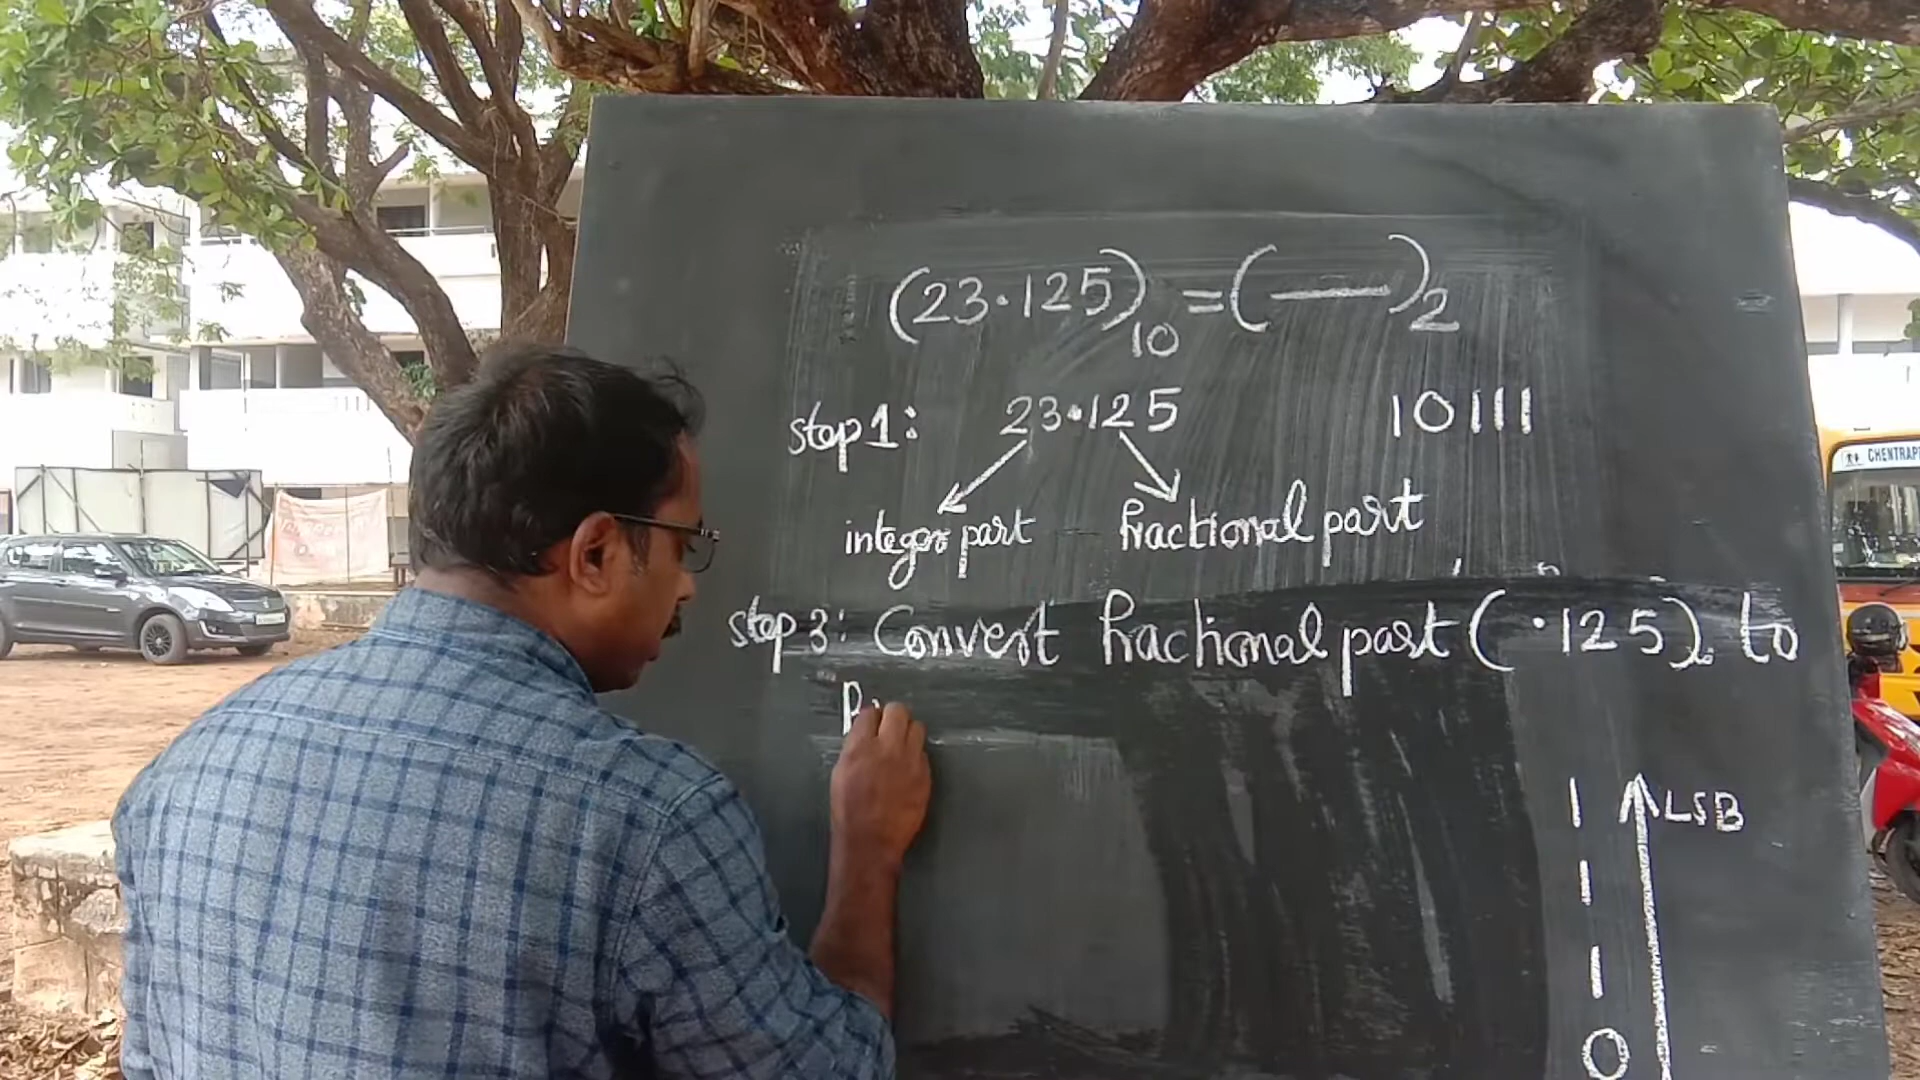 (23.125)10 = ( — )2
step 1: 23.125 10111
integer part fractional part
step 3: Convert fractional part (.125) to
1 LSB
1
1
0
CHENTRAP